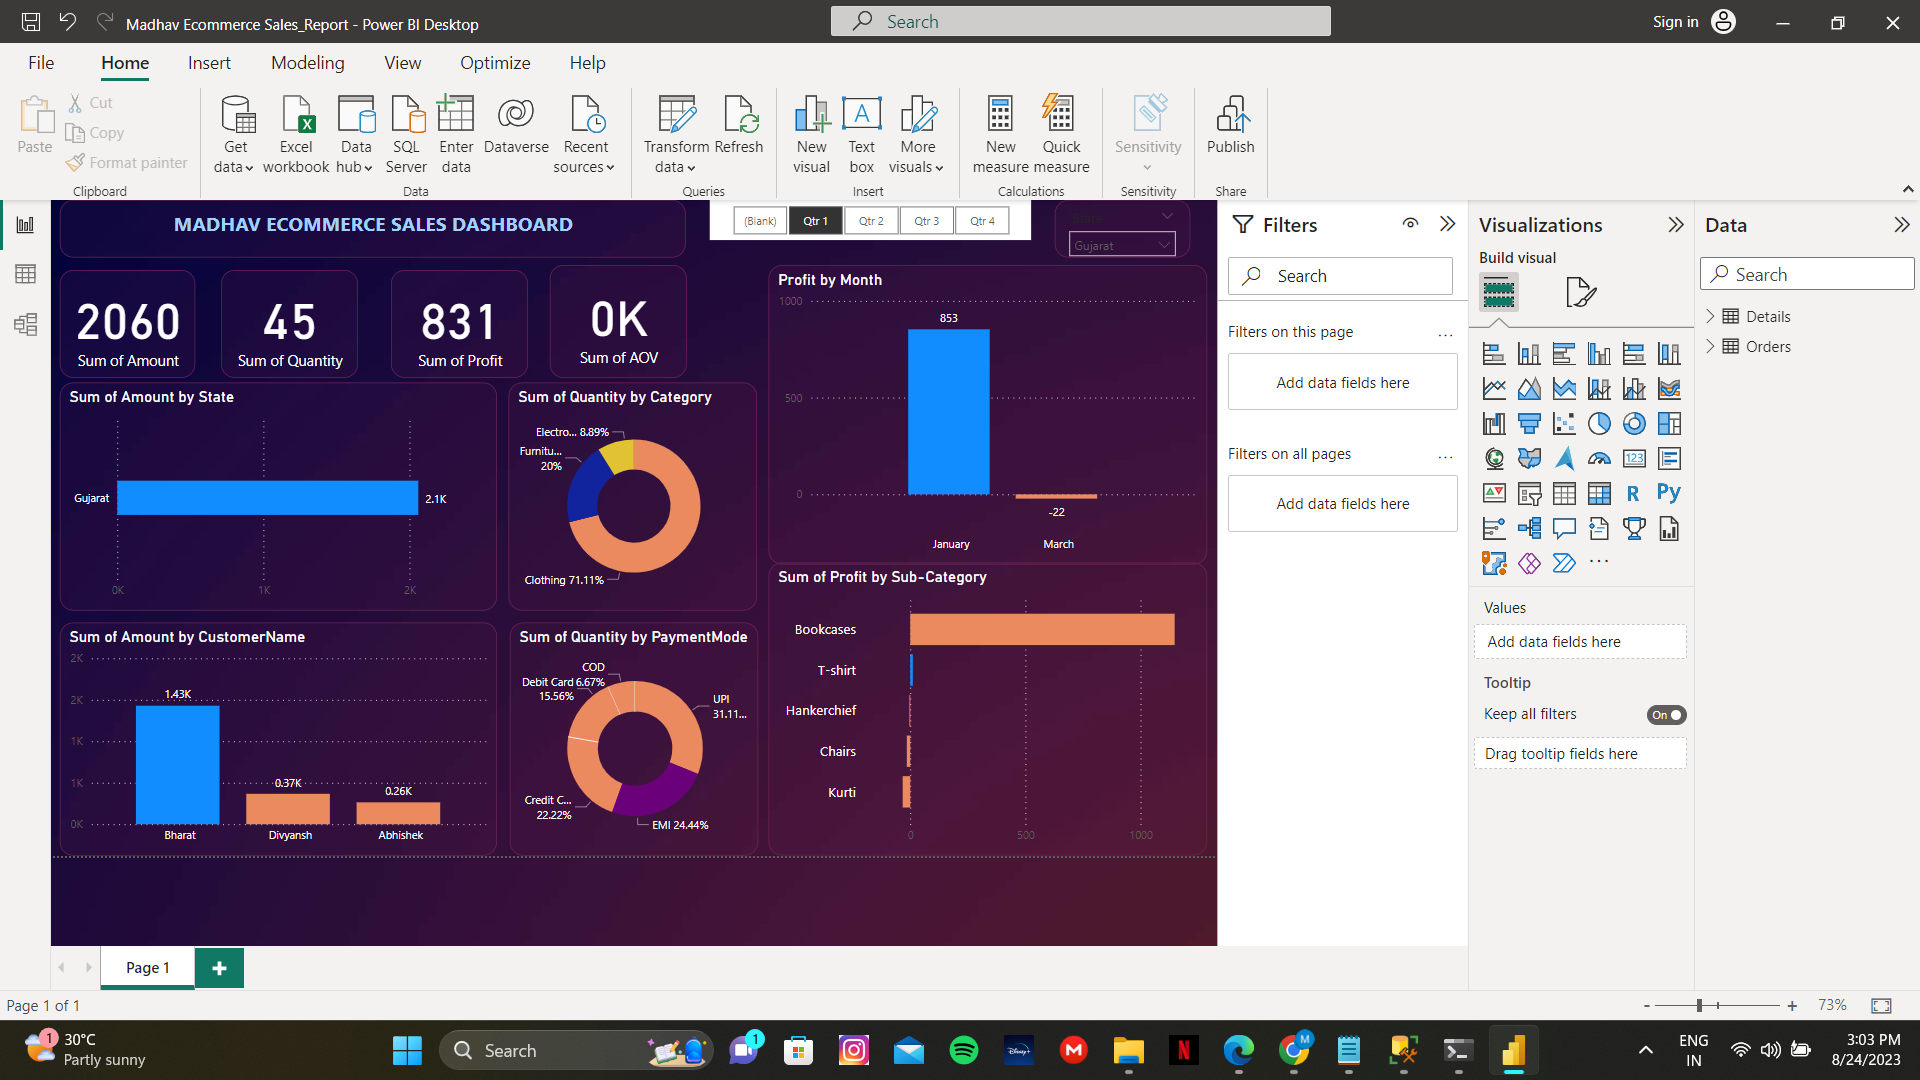 Madhav Ecommerce Sales_Report - Power BI Desktop
Search
Sign in
File Home Insert Modeling View Optimize Help
Paste
Cut
Copy
Format painter
Clipboard
Get data
Excel workbook
Data hub
SQL Server
Enter data
Dataverse
Recent sources
Data
Transform data
Refresh
Queries
New visual
Text box
More visuals
Insert
New measure
Quick measure
Calculations
Sensitivity
Sensitivity
Publish
Share
MADHAV ECOMMERCE SALES DASHBOARD
(Blank) Qtr 1 Qtr 2 Qtr 3 Qtr 4
Gujarat
2060
Sum of Amount
45
Sum of Quantity
831
Sum of Profit
0K
Sum of AOV
Sum of Amount by State
Gujarat
2.1K
0K 1K 2K
Sum of Quantity by Category
Electro... 8.89%
Furnitu...
20%
Clothing 71.11%
Profit by Month
1000
853
500
0
-22
January March
Sum of Amount by CustomerName
2K
2K
1K
1K
0K
1.43K
0.37K
0.26K
Bharat Divyansh Abhishek
Sum of Quantity by PaymentMode
COD
6.67%
Debit Card
15.56%
UPI
31.11...
Credit C...
22.22%
EMI 24.44%
Sum of Profit by Sub-Category
Bookcases
T-shirt
Hankerchief
Chairs
Kurti
0 500 1000
Filters
Search
Filters on this page ...
Add data fields here
Filters on all pages ...
Add data fields here
Visualizations
Build visual
123
R
Py
...
Values
Add data fields here
Tooltip
Keep all filters
On
Drag tooltip fields here
Data
Search
Details
Orders
Page 1
Page 1 of 1
- + 73%
1
30°C
Partly sunny
Search
1
Disney+
M
N
M
ENG
IN
3:03 PM
8/24/2023